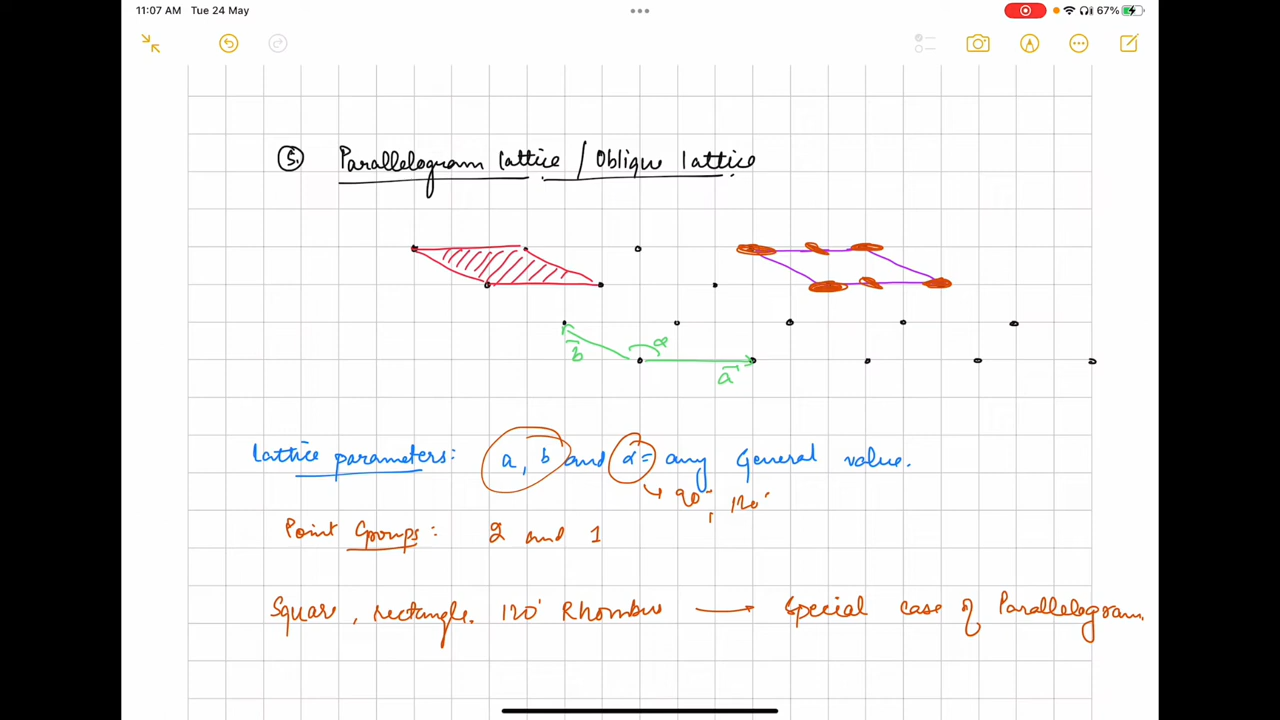 11:07 AM Tue 24 May
67%
5. Parallelogram lattice / Oblique lattice
b α
a
Lattice parameters: a, b and α = any General value.
90°, 120°
Point Groups: 2 and 1
Square, rectangle. 120° Rhombus → Special case of Parallelogram.